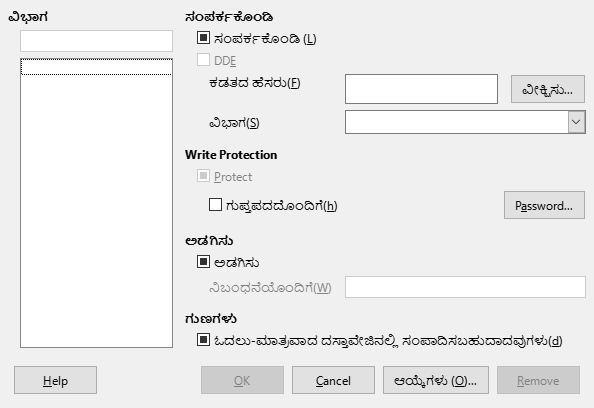 ವಿಭಾಗ
ಸಂಪರ್ಕಕೊಂಡಿ
ಸಂಪರ್ಕಕೊಂಡಿ (L)
DDE
ಕಡತದ ಹೆಸರು(F)
ವೀಕ್ಷಿಸು...
ವಿಭಾಗ(S)
Write Protection
Protect
ಗುಪ್ತಪದದೊಂದಿಗೆ(h)
Password...
ಅಡಗಿಸು
ಅಡಗಿಸು
ನಿಬಂಧನೆಯೊಂದಿಗೆ(W)
ಗುಣಗಳು
ಓದಲು-ಮಾತ್ರವಾದ ದಸ್ತಾವೇಜಿನಲ್ಲಿ ಸಂಪಾದಿಸಬಹುದಾದವುಗಳು(d)
Help
OK
Cancel
ಆಯ್ಕೆಗಳು (O)...
Remove